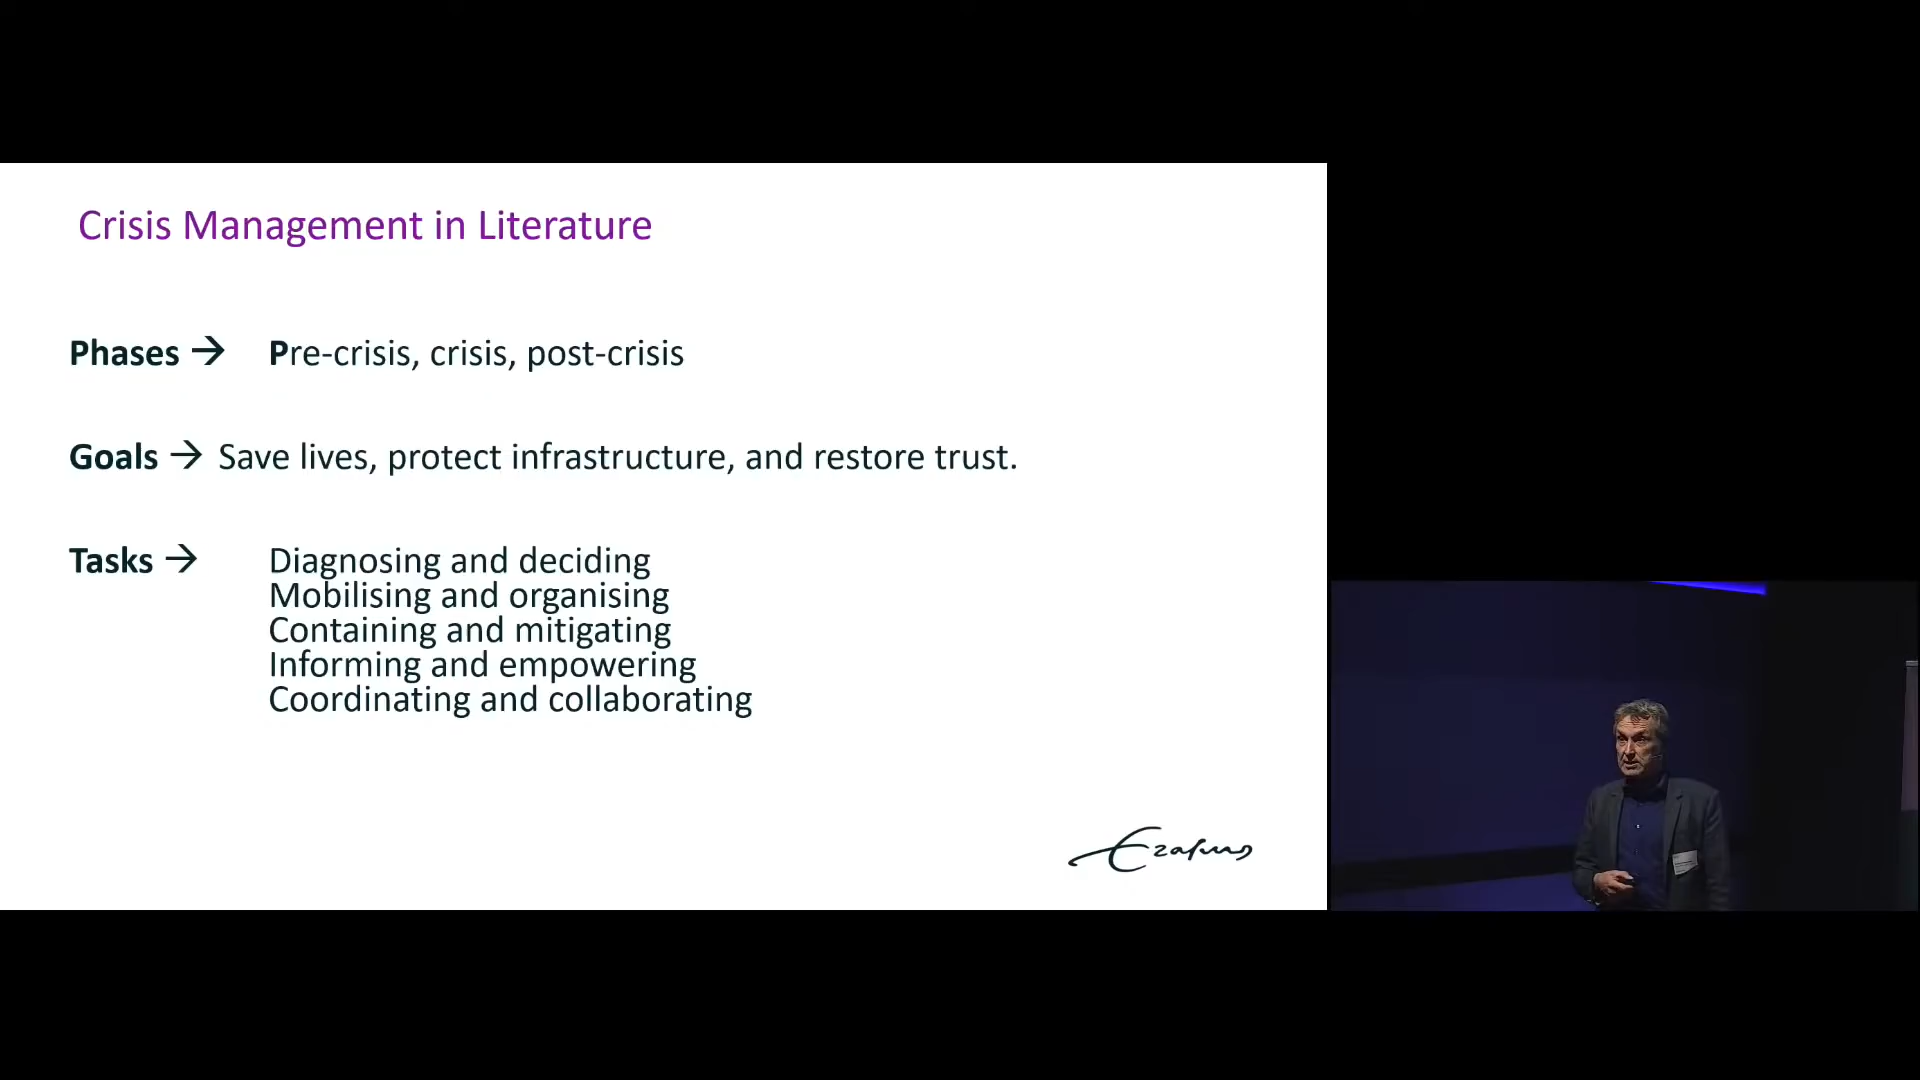 Crisis Management in Literature
Phases → Pre-crisis, crisis, post-crisis
Goals → Save lives, protect infrastructure, and restore trust.
Tasks → Diagnosing and deciding
Mobilising and organising
Containing and mitigating
Informing and empowering
Coordinating and collaborating
Erasmus